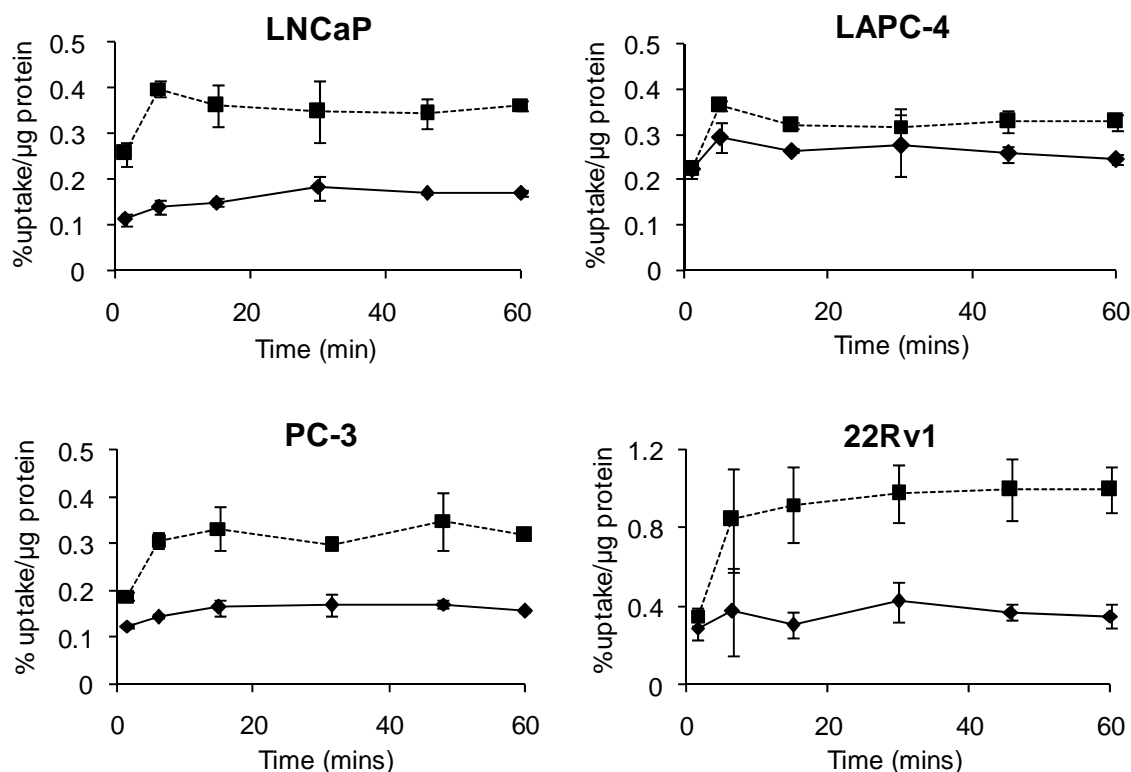 LNCaP
0.5
0.4
0.3
0.2
0.1
0
%uptake/µg protein
0 20 40 60
Time (min)
LAPC-4
0.5
0.4
0.3
0.2
0.1
0
%uptake/µg protein
0 20 40 60
Time (mins)
PC-3
0.5
0.4
0.3
0.2
0.1
0
% uptake/µg protein
0 20 40 60
Time (mins)
22Rv1
1.2
0.8
0.4
0
%uptake/µg protein
0 20 40 60
Time (mins)